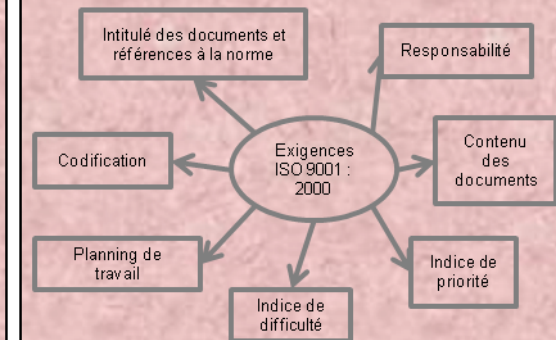 Intitulé des documents et
références à la norme
Responsabilité
Codification
Exigences
ISO 9001 :
2000
Contenu
des
documents
Planning de
travail
Indice de
difficulté
Indice de
priorité